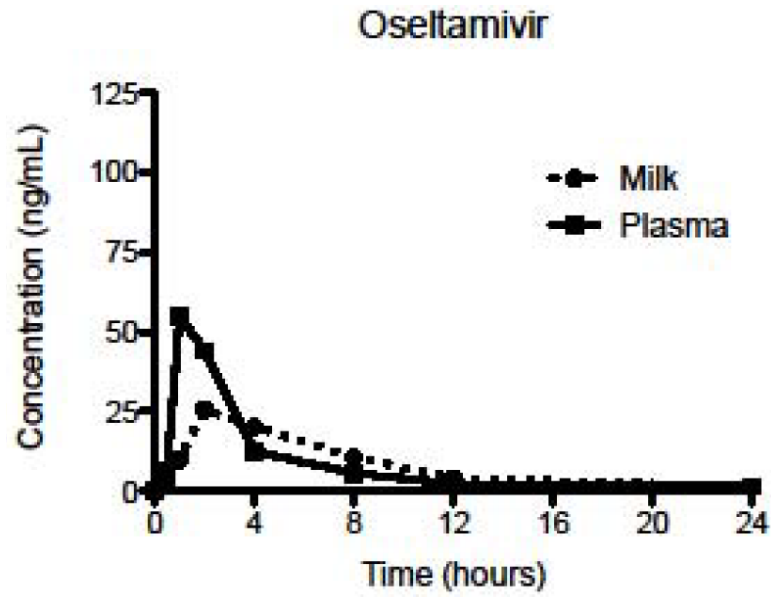 Oseltamivir
Concentration (ng/mL)
125
100
75
50
25
0
Milk
Plasma
0 4 8 12 16 20 24
Time (hours)